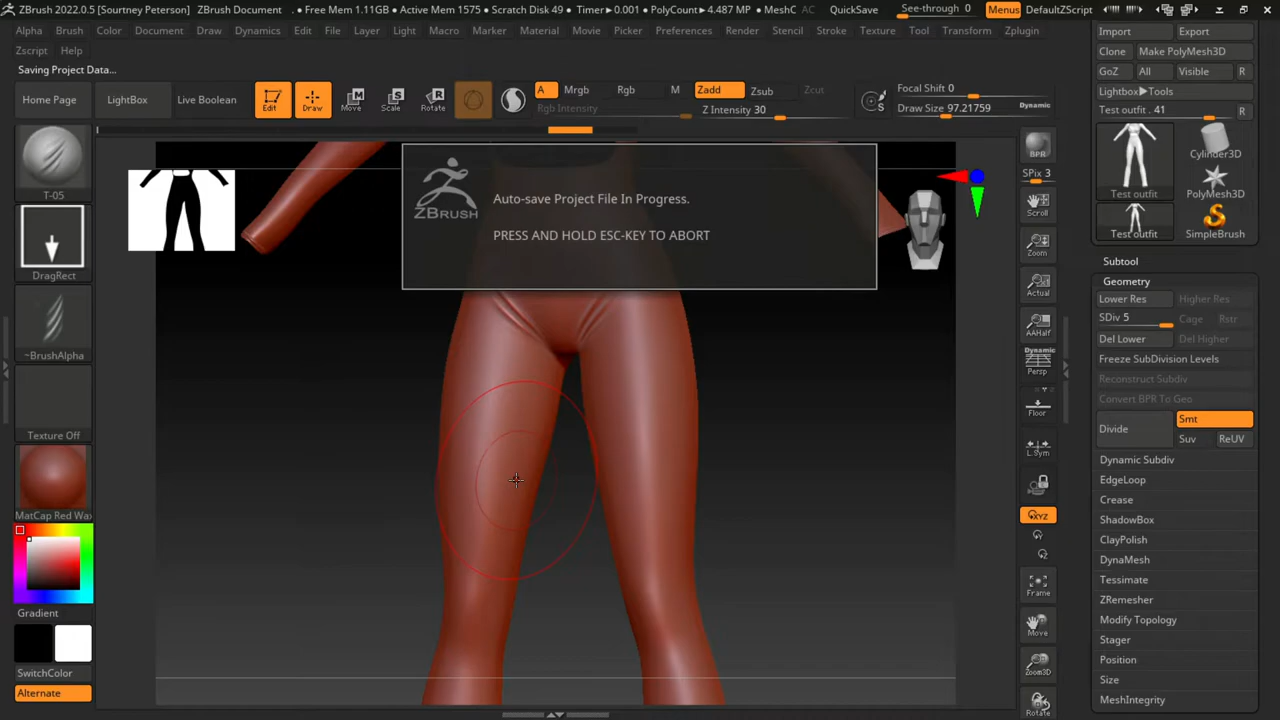 ZBrush 2022.0.5 [Sourtney Peterson] ZBrush Document . • Free Mem 1.11GB • Active Mem 1575 • Scratch Disk 49 • Timer▸0.001 • PolyCount▸4.487 MP • MeshC AC QuickSave See-through 0 Menus DefaultZScript
Alpha Brush Color Document Draw Dynamics Edit File Layer Light Macro Marker Material Movie Picker Preferences Render Stencil Stroke Texture Tool Transform Zplugin
Zscript Help
Saving Project Data...
Home Page LightBox Live Boolean Edit Draw Move Scale Rotate A Mrgb Rgb M Zadd Zsub Zcut Focal Shift 0
Rgb Intensity Z Intensity 30 S Draw Size 97.21759 Dynamic
Import Export
Clone Make PolyMesh3D
GoZ All Visible R
Lightbox▸Tools
Test outfit . 41 R
Cylinder3D
Test outfit PolyMesh3D
Test outfit SimpleBrush
Subtool
Geometry
Lower Res Higher Res
SDiv 5 Cage Rstr
Del Lower Del Higher
Freeze SubDivision Levels
Reconstruct Subdiv
Convert BPR To Geo
Divide Smt
Suv ReUV
Dynamic Subdiv
EdgeLoop
Crease
ShadowBox
ClayPolish
DynaMesh
Tessimate
ZRemesher
Modify Topology
Stager
Position
Size
MeshIntegrity
T-05
DragRect
~BrushAlpha
Texture Off
MatCap Red Wa
Gradient
SwitchColor
Alternate
ZBRUSH
Auto-save Project File In Progress.
PRESS AND HOLD ESC-KEY TO ABORT
BPR
SPix 3
Scroll
Zoom
Actual
AAHalf
Dynamic
Persp
Floor
L.Sym
XYZ
Frame
Move
Zoom3D
Rotate